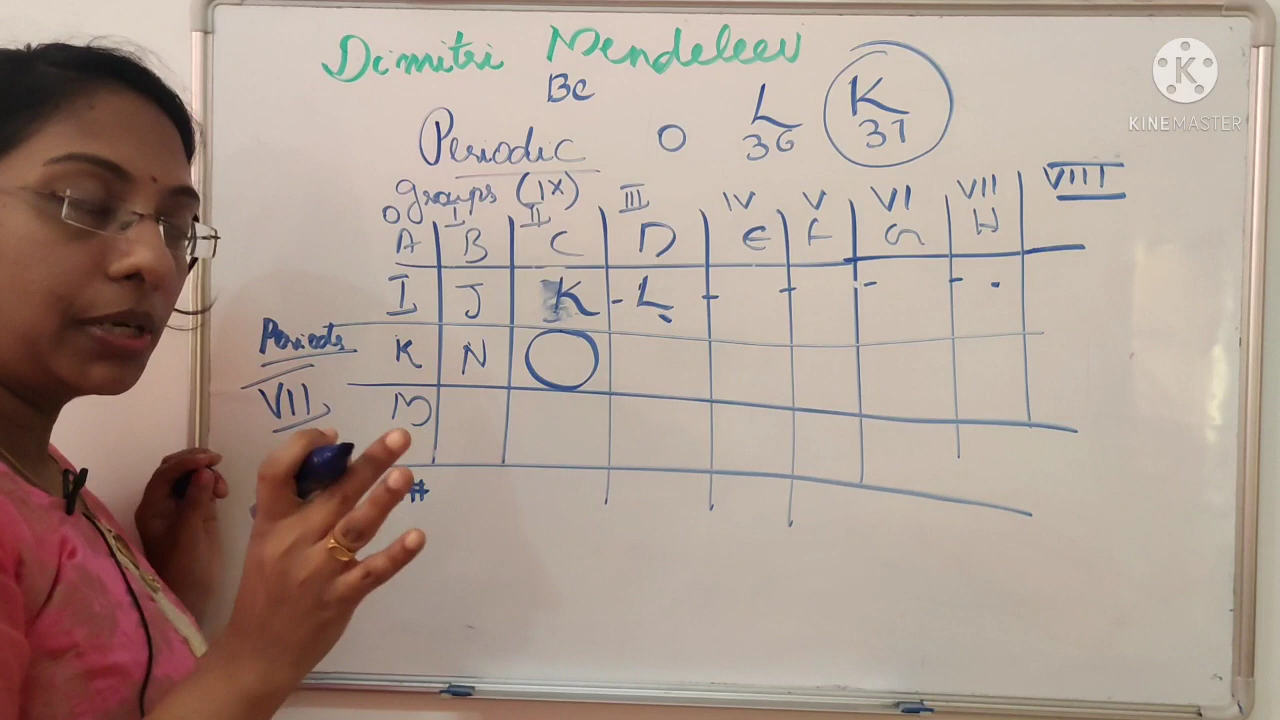 Dimitri Mendeleev
Be
Periodic O L K
36 37
Groups (IX)
O I II III IV V VI VII VIII
A B C D E F G H
I J K - L - - - - .
Periods
K N
VII
M
K
KINEMASTER